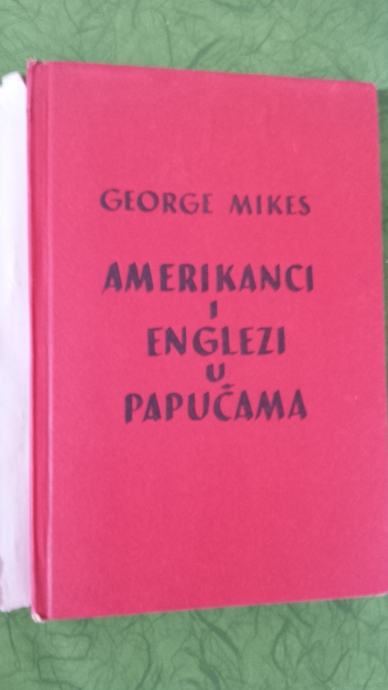 GEORGE MIKES
AMERIKANCI
I
ENGLEZI
U
PAPUČAMA